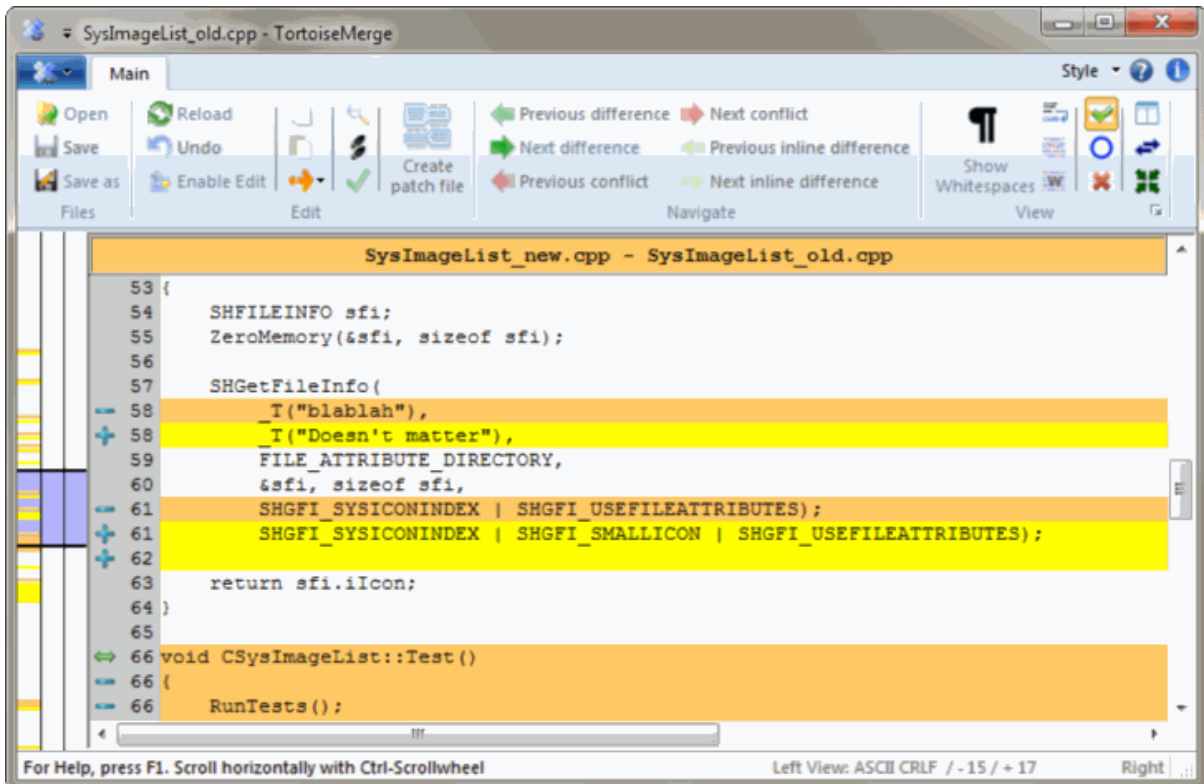 SysImageList_old.cpp - TortoiseMerge
Main
Style
Open
Reload
Previous difference
Next conflict
Save
Undo
Next difference
Previous inline difference
Save as
Enable Edit
Create
patch file
Previous conflict
Next inline difference
Show
Whitespaces
Files
Edit
Navigate
View
SysImageList_new.cpp - SysImageList_old.cpp
53 {
54 SHFILEINFO sfi;
55 ZeroMemory(&sfi, sizeof sfi);
56
57 SHGetFileInfo(
58 _T("blablah"),
58 _T("Doesn't matter"),
59 FILE_ATTRIBUTE_DIRECTORY,
60 &sfi, sizeof sfi,
61 SHGFI_SYSICONINDEX | SHGFI_USEFILEATTRIBUTES);
61 SHGFI_SYSICONINDEX | SHGFI_SMALLICON | SHGFI_USEFILEATTRIBUTES);
62
63 return sfi.iIcon;
64 }
65
66 void CSysImageList::Test()
66 {
66 RunTests();
For Help, press F1. Scroll horizontally with Ctrl-Scrollwheel
Left View: ASCII CRLF / - 15 / + 17
Right